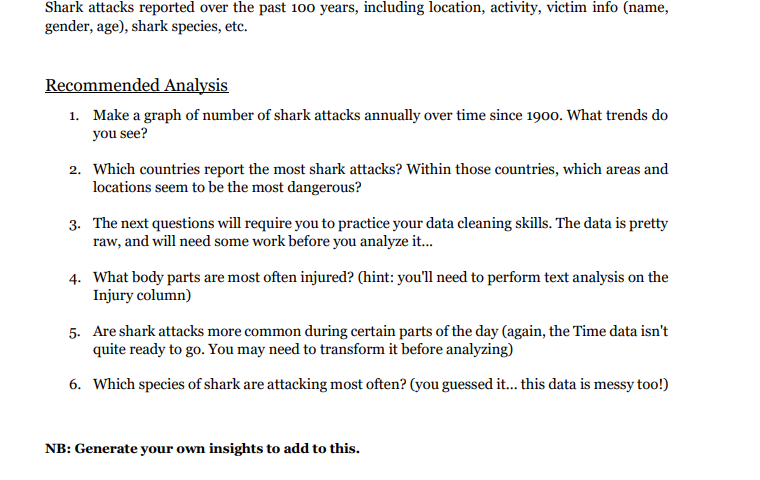 Shark attacks reported over the past 100 years, including location, activity, victim info (name,
gender, age), shark species, etc.
Recommended Analysis
1. Make a graph of number of shark attacks annually over time since 1900. What trends do
you see?
2. Which countries report the most shark attacks? Within those countries, which areas and
locations seem to be the most dangerous?
3. The next questions will require you to practice your data cleaning skills. The data is pretty
raw, and will need some work before you analyze it...
4. What body parts are most often injured? (hint: you'll need to perform text analysis on the
Injury column)
5. Are shark attacks more common during certain parts of the day (again, the Time data isn't
quite ready to go. You may need to transform it before analyzing)
6. Which species of shark are attacking most often? (you guessed it... this data is messy too!)
NB: Generate your own insights to add to this.